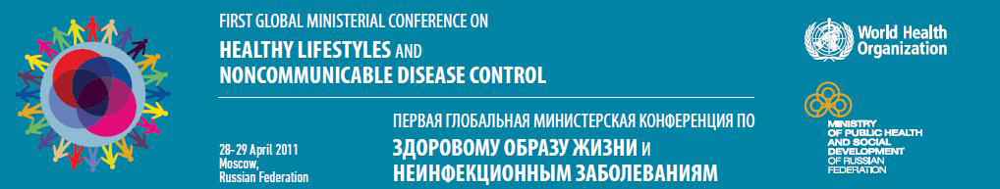 FIRST GLOBAL MINISTERIAL CONFERENCE ON
HEALTHY LIFESTYLES AND
NONCOMMUNICABLE DISEASE CONTROL
28-29 April 2011
Moscow,
Russian Federation
ПЕРВАЯ ГЛОБАЛЬНАЯ МИНИСТЕРСКАЯ КОНФЕРЕНЦИЯ ПО
ЗДОРОВОМУ ОБРАЗУ ЖИЗНИ И
НЕИНФЕКЦИОННЫМ ЗАБОЛЕВАНИЯМ
World Health
Organization
MINISTRY
OF PUBLIC HEALTH
AND SOCIAL
DEVELOPMENT
OF RUSSIAN
FEDERATION